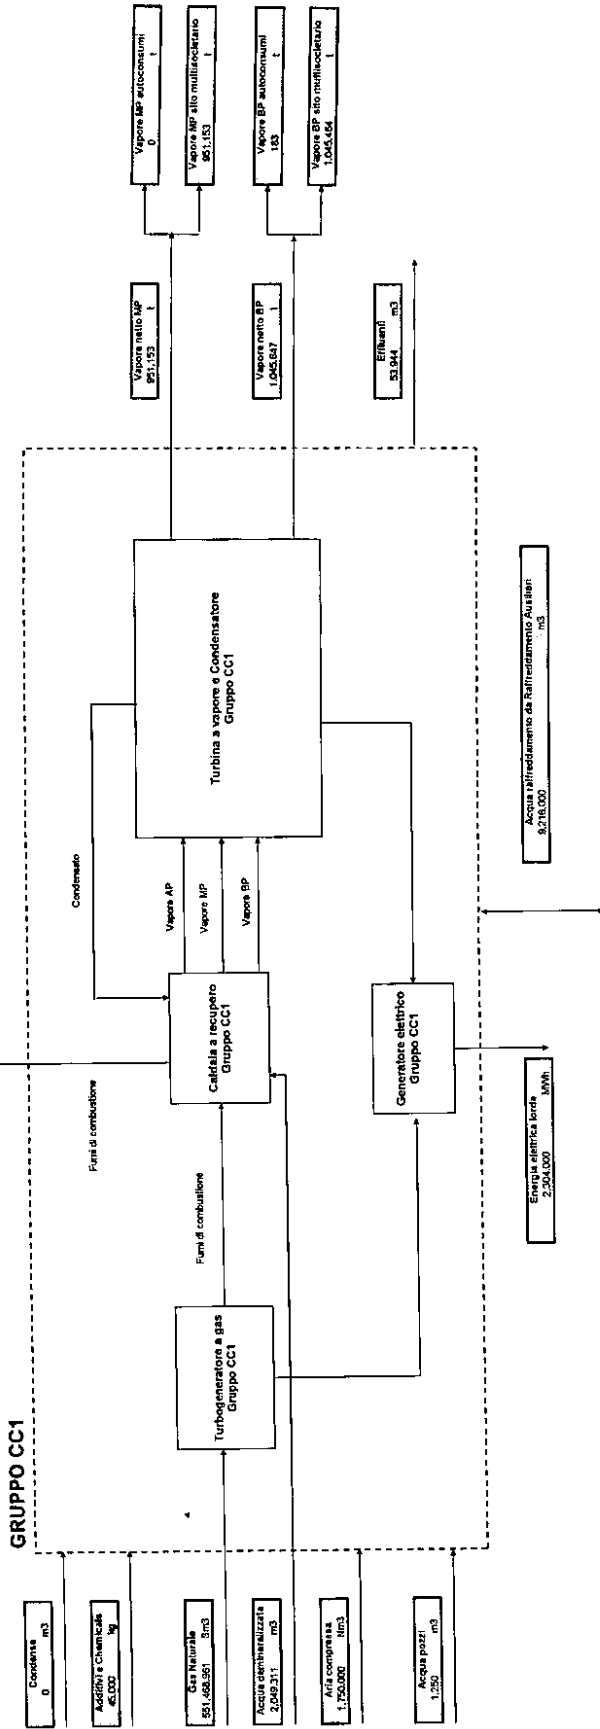 GRUPPO CC1
Condense
0 m3
Additivi e Chemicals
45.000 kg
Gas Naturale
551.468.961 Sm3
Acqua demineralizzata
2.049.311 m3
Aria compressa
1.750.000 Nm3
Acqua pozzi
1.250 m3
Turbogeneratore a gas
Gruppo CC1
Fumi di combustione
Fumi di combustione
Caldaia a recupero
Gruppo CC1
Generatore elettrico
Gruppo CC1
Energia elettrica lorda
2.304.000 MWh
Condensato
Vapore AP
Vapore MP
Vapore BP
Turbina a vapore e Condensatore
Gruppo CC1
Acqua raffreddamento da Raffreddamento Ausiliari
9.216.000 m3
Vapore netto MP
951.153 t
Vapore netto BP
1.045.647 t
Effluenti
53.944 m3
Vapore MP autoconsumi
0 t
Vapore MP sito multisocietario
951.153 t
Vapore BP autoconsumi
183 t
Vapore BP sito multisocietario
1.045.464 t